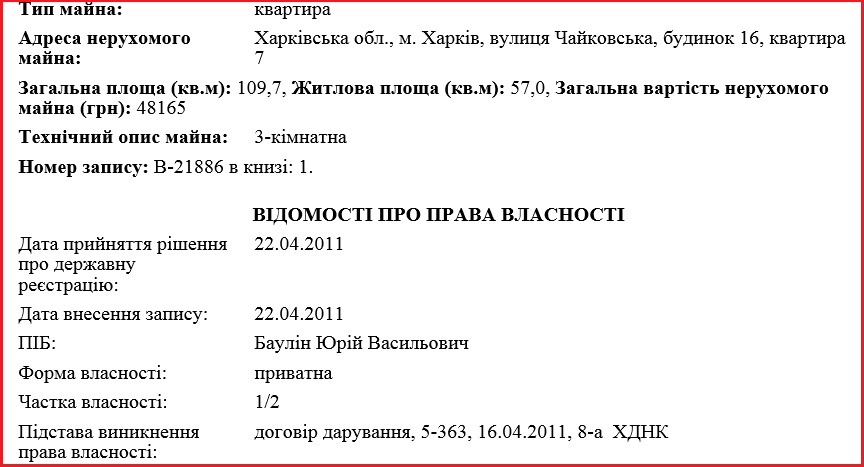 Тип майна: квартира
Адреса нерухомого майна: Харківська обл., м. Харків, вулиця Чайковська, будинок 16, квартира 7
Загальна площа (кв.м): 109,7, Житлова площа (кв.м): 57,0, Загальна вартість нерухомого
майна (грн): 48165
Технічний опис майна: 3-кімнатна
Номер запису: В-21886 в книзі: 1.
ВІДОМОСТІ ПРО ПРАВА ВЛАСНОСТІ
Дата прийняття рішення про державну реєстрацію: 22.04.2011
Дата внесення запису: 22.04.2011
ПІБ: Баулін Юрій Васильович
Форма власності: приватна
Частка власності: 1/2
Підстава виникнення права власності: договір дарування, 5-363, 16.04.2011, 8-а ХДНК